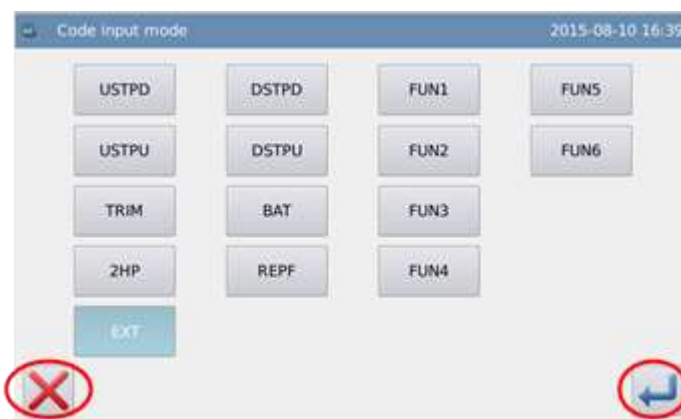 Code input mode 2015-08-10 16:39
USTPD DSTPD FUN1 FUN5
USTPU DSTPU FUN2 FUN6
TRIM BAT FUN3
2HP REPF FUN4
EXT